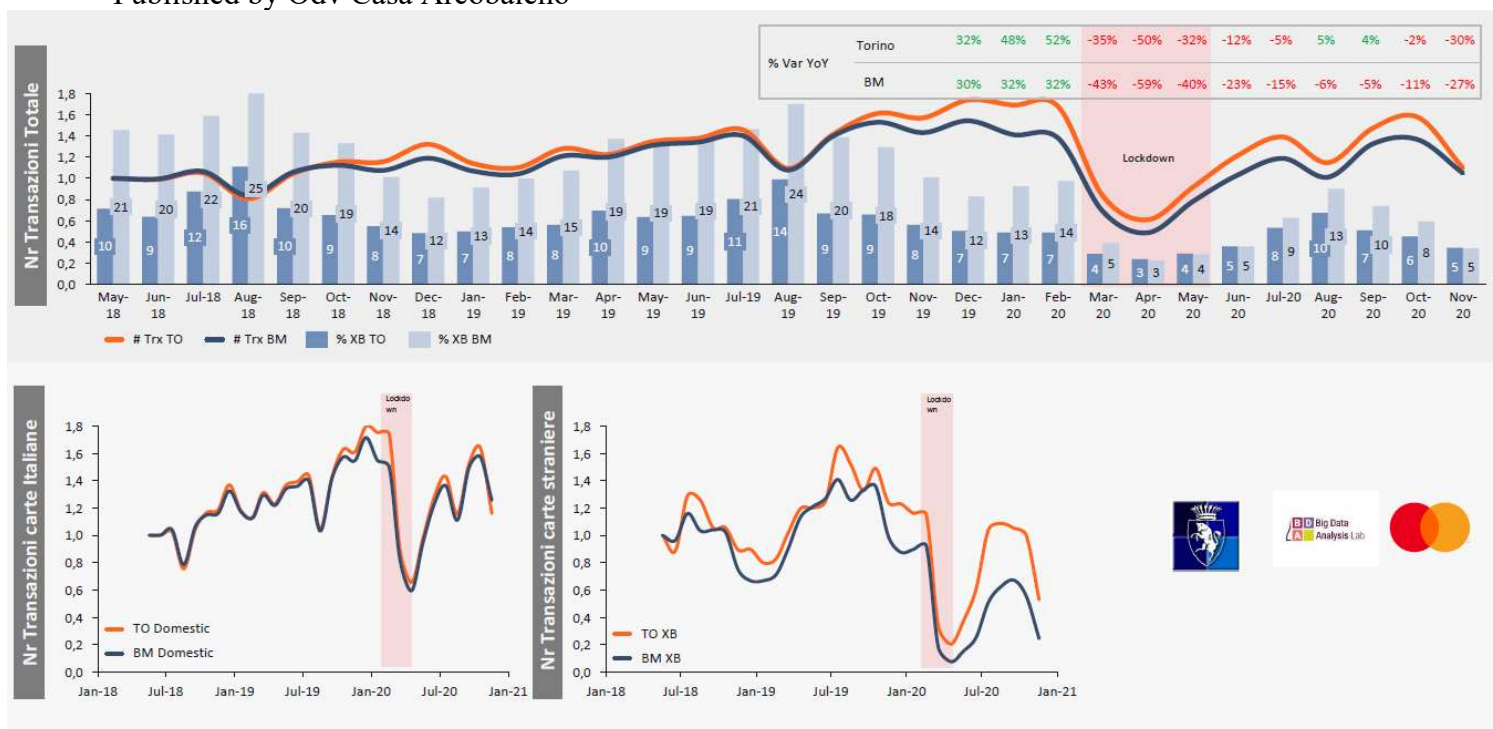 Published by Odv Casa Arcobaleno
Nr Transazioni Totale
% Var YoY
Torino 32% 48% 52% -35% -50% -32% -12% -5% 5% 4% -2% -30%
BM 30% 32% 32% -43% -59% -40% -23% -15% -6% -5% -11% -27%
Lockdown
1,8
1,6
1,4
1,2
1,0
0,8
0,6
0,4
0,2
0,0
21 20 22 25 20 19 14 12 13 14 15 19 19 19 21 24 20 18 14 12 13 14 5 3 4 5 9 13 10 8 5
10 9 12 16 10 9 8 7 7 8 8 10 9 9 11 14 9 9 8 7 7 7 4 3 4 5 8 10 7 6 5
May-18 Jun-18 Jul-18 Aug-18 Sep-18 Oct-18 Nov-18 Dec-18 Jan-19 Feb-19 Mar-19 Apr-19 May-19 Jun-19 Jul-19 Aug-19 Sep-19 Oct-19 Nov-19 Dec-19 Jan-20 Feb-20 Mar-20 Apr-20 May-20 Jun-20 Jul-20 Aug-20 Sep-20 Oct-20 Nov-20
# Trx TO # Trx BM % XB TO % XB BM
Nr Transazioni carte Italiane
Lockdo
wn
1,8
1,6
1,4
1,2
1,0
0,8
0,6
0,4
0,2
0,0
TO Domestic
BM Domestic
Jan-18 Jul-18 Jan-19 Jul-19 Jan-20 Jul-20 Jan-21
Nr Transazioni carte straniere
Lockdo
wn
1,8
1,6
1,4
1,2
1,0
0,8
0,6
0,4
0,2
0,0
TO XB
BM XB
Jan-18 Jul-18 Jan-19 Jul-19 Jan-20 Jul-20 Jan-21
B D Big Data
A Analysis Lab